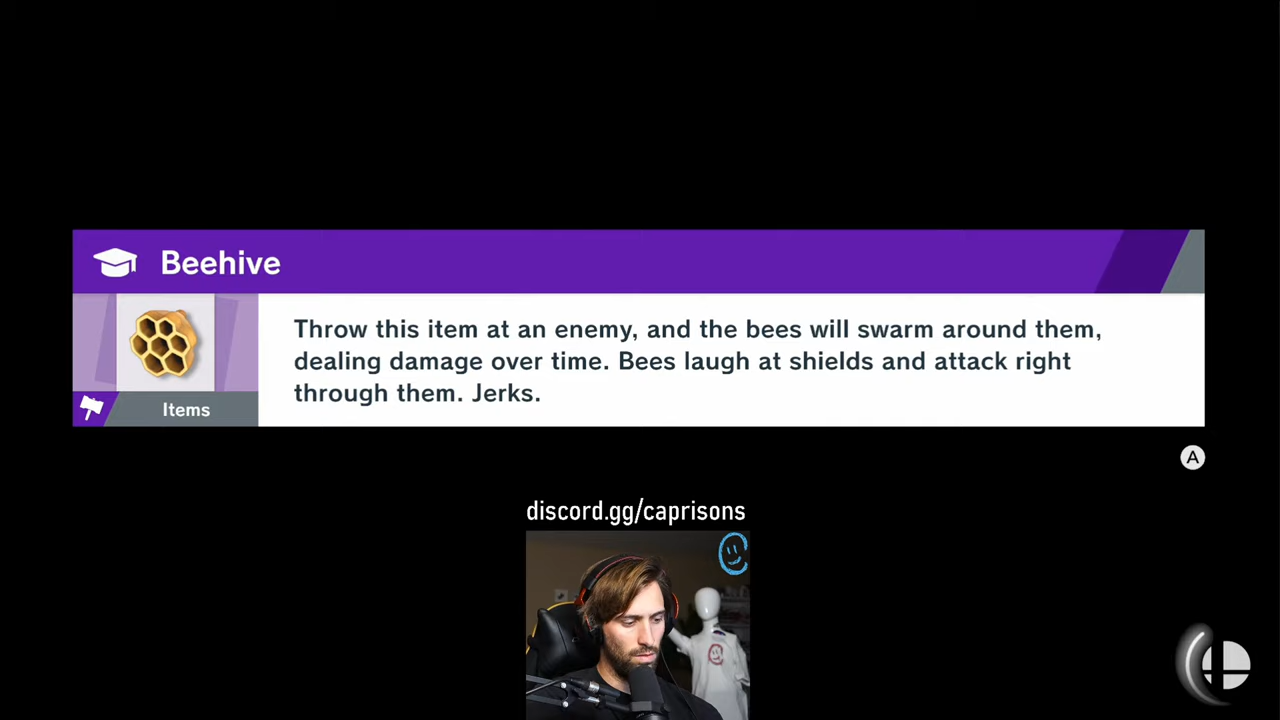 Beehive
Throw this item at an enemy, and the bees will swarm around them,
dealing damage over time. Bees laugh at shields and attack right
through them. Jerks.
Items
A
discord.gg/caprisons